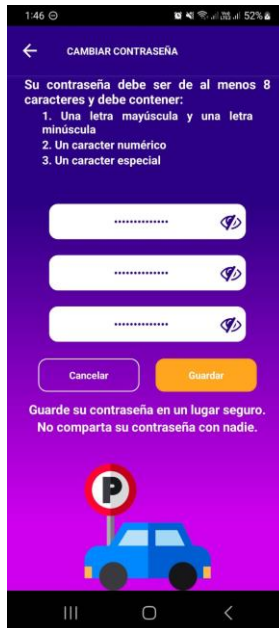 1:46
52%
CAMBIAR CONTRASEÑA
Su contraseña debe ser de al menos 8
caracteres y debe contener:
1. Una letra mayúscula y una letra
minúscula
2. Un caracter numérico
3. Un caracter especial
Cancelar
Guardar
Guarde su contraseña en un lugar seguro.
No comparta su contraseña con nadie.
P